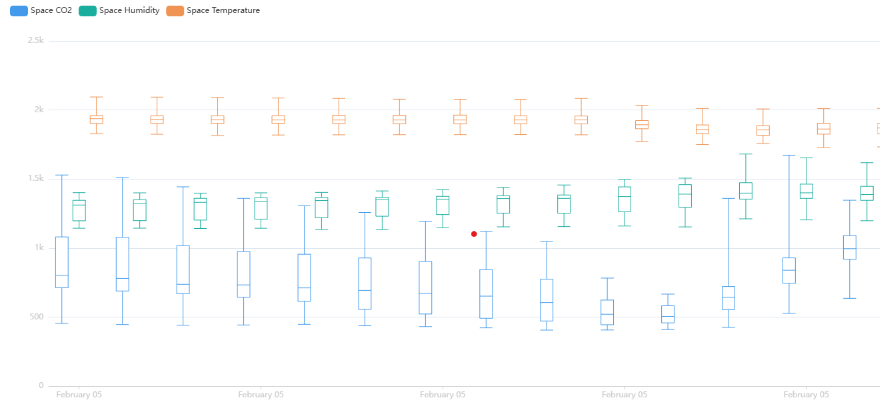 Space CO2 Space Humidity Space Temperature
2.5k
2k
1.5k
1k
500
0
February 05 February 05 February 05 February 05 February 05